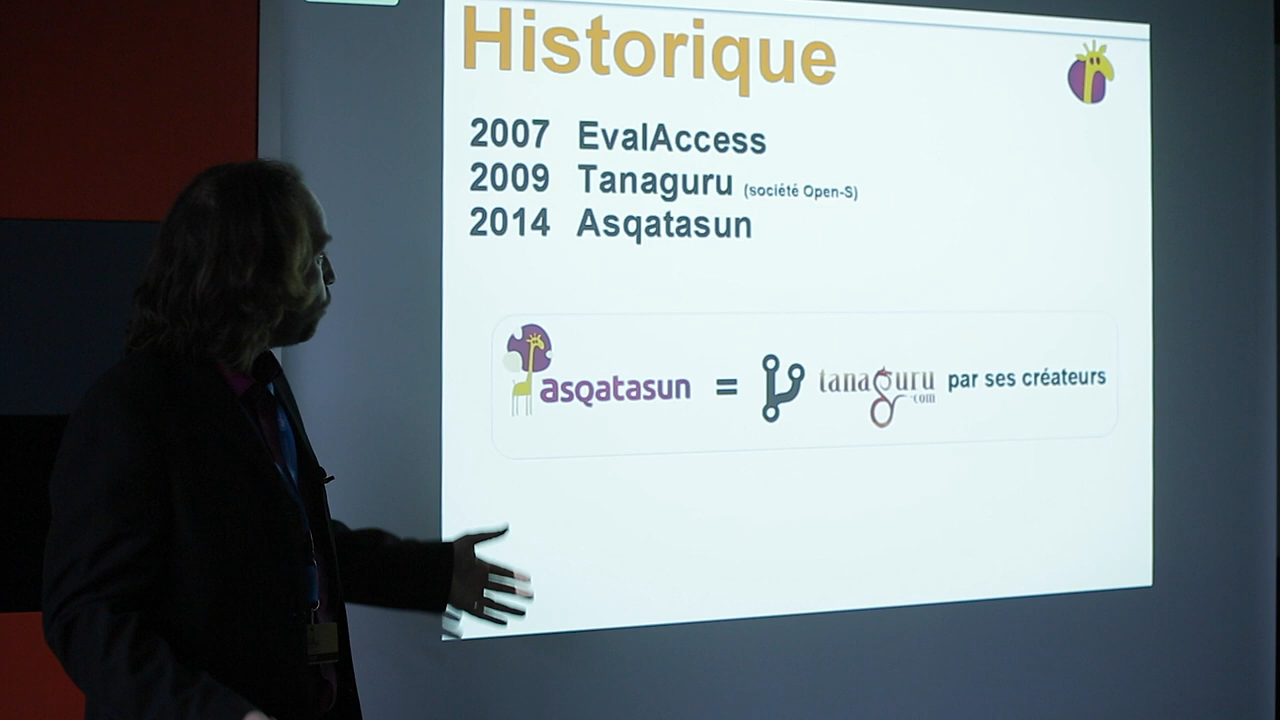 Historique
2007 EvalAccess
2009 Tanaguru (société Open-S)
2014 Asqatasun
asqatasun = tanaguru .com par ses créateurs